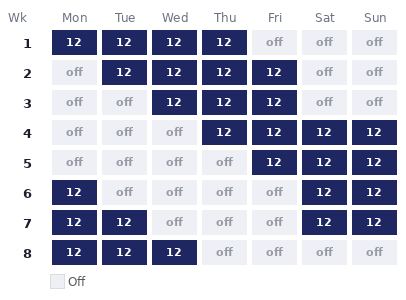 Wk Mon Tue Wed Thu Fri Sat Sun
1 12 12 12 12 off off off
2 off 12 12 12 12 off off
3 off off 12 12 12 off off
4 off off off 12 12 12 12
5 off off off off 12 12 12
6 12 off off off off 12 12
7 12 12 off off off 12 12
8 12 12 12 off off off off
Off